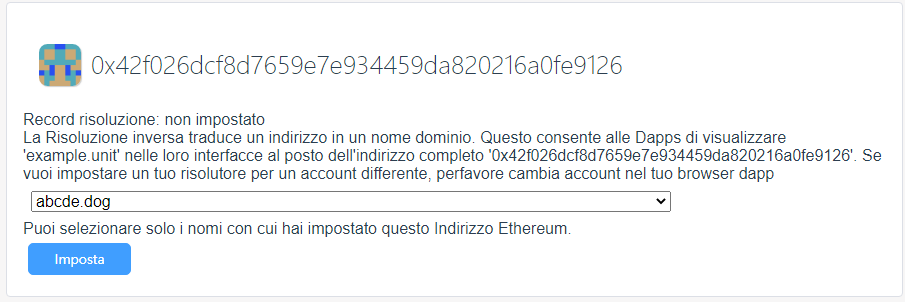 0x42f026dcf8d7659e7e934459da820216a0fe9126
Record risoluzione: non impostato
La Risoluzione inversa traduce un indirizzo in un nome dominio. Questo consente alle Dapps di visualizzare
'example.unit' nelle loro interfacce al posto dell'indirizzo completo '0x42f026dcf8d7659e7e934459da820216a0fe9126'. Se
vuoi impostare un tuo risolutore per un account differente, perfavore cambia account nel tuo browser dapp
abcde.dog
Puoi selezionare solo i nomi con cui hai impostato questo Indirizzo Ethereum.
Imposta